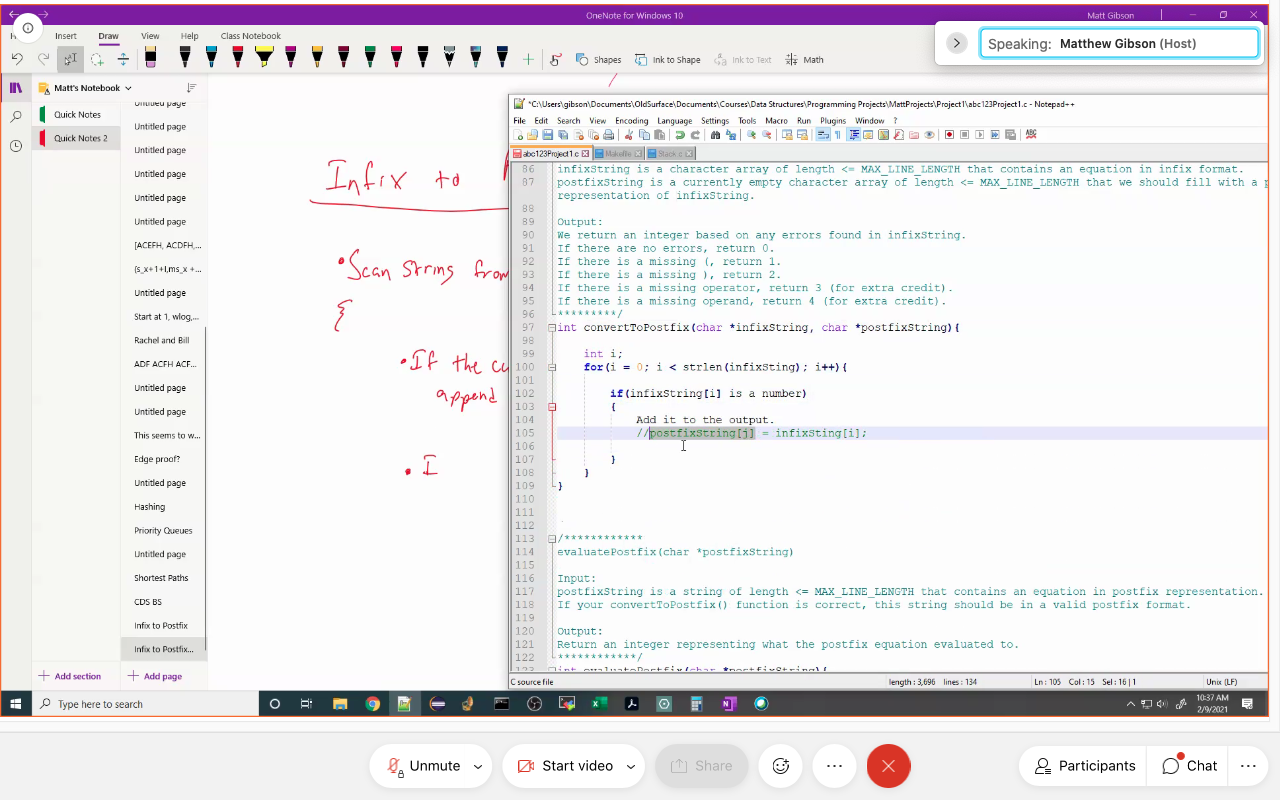 OneNote for Windows 10
Matt Gibson
Insert
Draw
View
Help
Class Notebook
Speaking: Matthew Gibson (Host)
Shapes
Ink to Shape
Ink to Text
Math
Matt's Notebook
Quick Notes
Quick Notes 2
Untitled page
Untitled page
Untitled page
Untitled page
Untitled page
Untitled page
[ACEFH, ACDFH,...
{s_x+1+l,ms_x +...
Untitled page
Start at 1, wlog,...
Rachel and Bill
ADF ACFH ACF...
Untitled page
Untitled page
This seems to w...
Edge proof?
Untitled page
Hashing
Priority Queues
Untitled page
Shortest Paths
CDS BS
Infix to Postfix
Infix to Postfix...
Add section
Add page
Infix to
•Scan String from
{
•If the cu
append
•I
*C:\Users\gibson\Documents\OldSurface\Documents\Courses\Data Structures\Programming Projects\MattProjects\Project1\abc123Project1.c - Notepad++
File Edit Search View Encoding Language Settings Tools Macro Run Plugins Window ?
abc123Project1.c Makefile Stack.c
86 infixString is a character array of length <= MAX_LINE_LENGTH that contains an equation in infix format.
87 postfixString is a currently empty character array of length <= MAX_LINE_LENGTH that we should fill with a p
representation of infixString.
88
89 Output:
90 We return an integer based on any errors found in infixString.
91 If there are no errors, return 0.
92 If there is a missing (, return 1.
93 If there is a missing ), return 2.
94 If there is a missing operator, return 3 (for extra credit).
95 If there is a missing operand, return 4 (for extra credit).
96 *********/
97 int convertToPostfix(char *infixString, char *postfixString){
98
99 int i;
100 for(i = 0; i < strlen(infixSting); i++){
101
102 if(infixString[i] is a number)
103 {
104 Add it to the output.
105 //postfixString[j] = infixSting[i];
106
107 }
108 }
109 }
110
111
112
113 /************
114 evaluatePostfix(char *postfixString)
115
116 Input:
117 postfixString is a string of length <= MAX_LINE_LENGTH that contains an equation in postfix representation.
118 If your convertToPostfix() function is correct, this string should be in a valid postfix format.
119
120 Output:
121 Return an integer representing what the postfix equation evaluated to.
122 ************/
123 int evaluatePostfix(char *postfixString){
C source file
length : 3,696 lines : 134
Ln : 105 Col : 15 Sel : 16 | 1
Unix (LF)
Type here to search
10:37 AM
2/9/2021
Unmute
Start video
Share
Participants
Chat